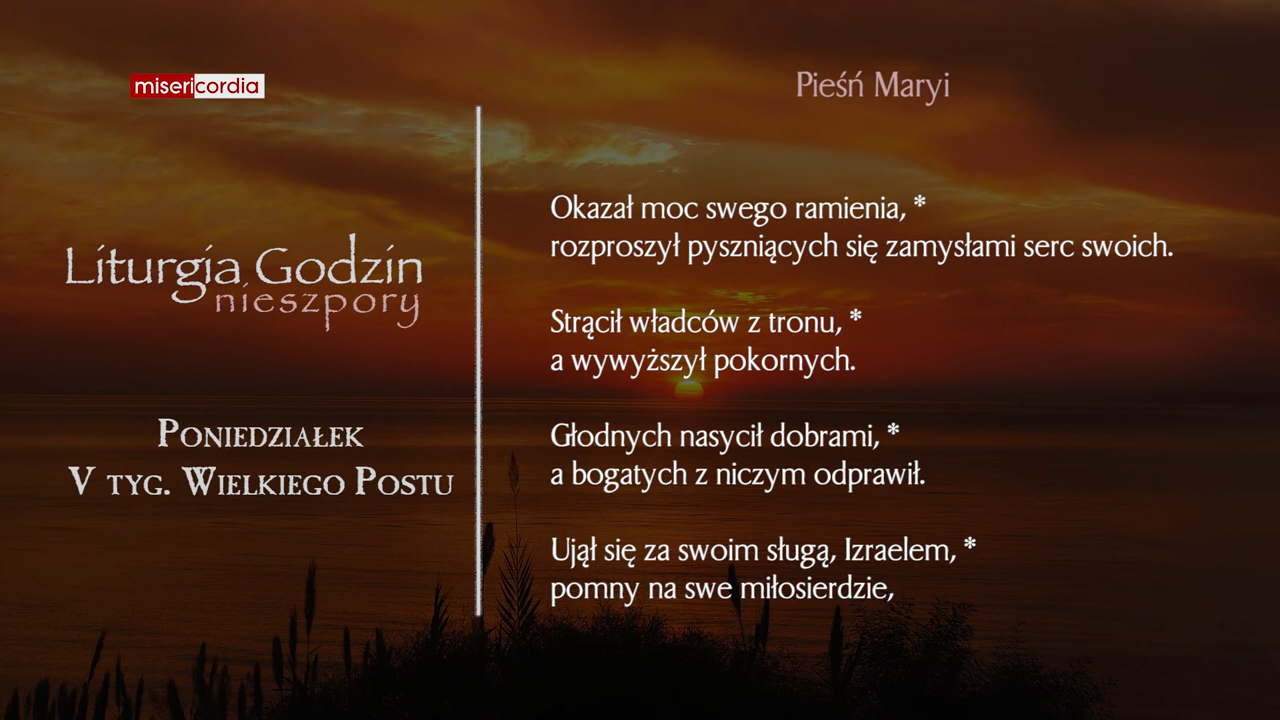 misericordia
Liturgia Godzin
nieszpory
Poniedziałek
V tyg. Wielkiego Postu
Pieśń Maryi
Okazał moc swego ramienia, *
rozproszył pyszniących się zamysłami serc swoich.
Strącił władców z tronu, *
a wywyższył pokornych.
Głodnych nasycił dobrami, *
a bogatych z niczym odprawił.
Ujął się za swoim sługą, Izraelem, *
pomny na swe miłosierdzie,